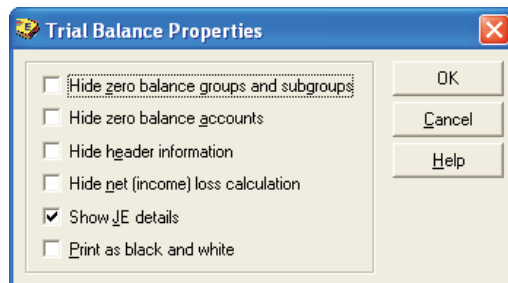 Trial Balance Properties
Hide zero balance groups and subgroups
Hide zero balance accounts
Hide header information
Hide net (income) loss calculation
Show JE details
Print as black and white
OK
Cancel
Help